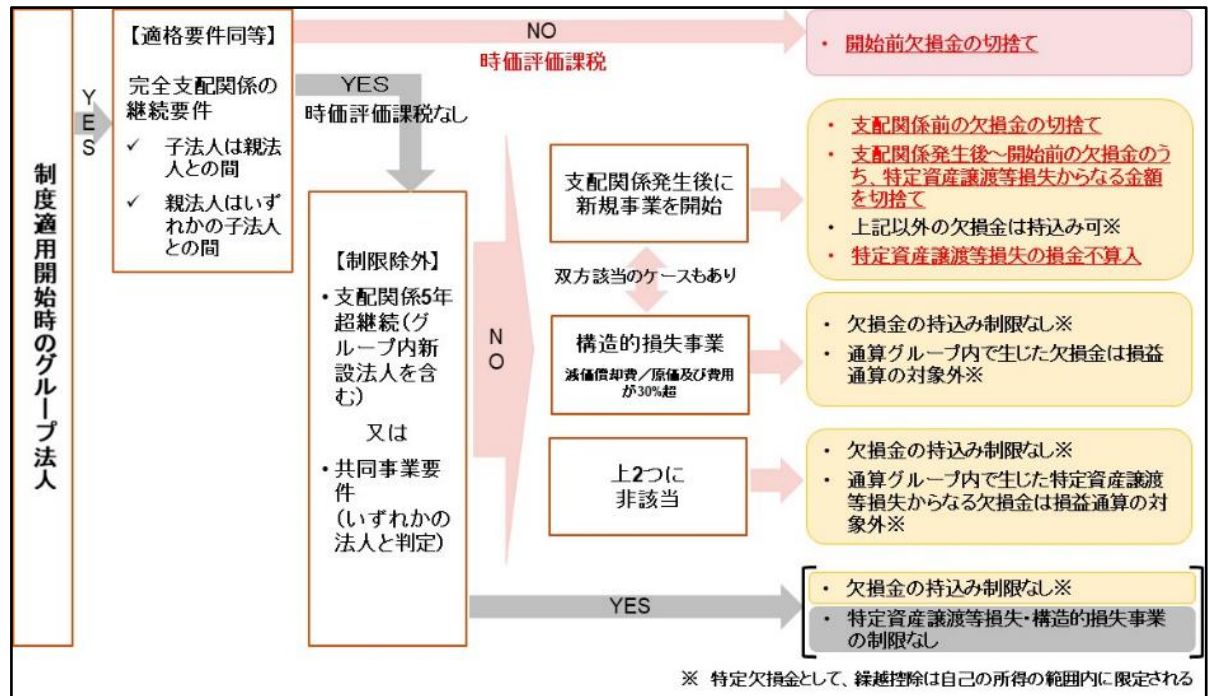 制度適用開始時のグループ法人
YES
【適格要件同等】
完全支配関係の
継続要件
✓ 子法人は親法
人との間
✓ 親法人はいず
れかの子法人
との間
NO
時価評価課税
・ 開始前欠損金の切捨て
YES
時価評価課税なし
【制限除外】
・支配関係5年
超継続(グ
ループ内新
設法人を含
む)
又は
・共同事業要
件
(いずれかの
法人と判定)
NO
支配関係発生後に
新規事業を開始
双方該当のケースもあり
構造的損失事業
減価償却費/原価及び費用
が30%超
上2つに
非該当
・ 支配関係前の欠損金の切捨て
・ 支配関係発生後~開始前の欠損金のう
ち、特定資産譲渡等損失からなる金額
を切捨て
・ 上記以外の欠損金は持込み可※
・ 特定資産譲渡等損失の損金不算入
・ 欠損金の持込み制限なし※
・ 通算グループ内で生じた欠損金は損益
通算の対象外※
・ 欠損金の持込み制限なし※
・ 通算グループ内で生じた特定資産譲渡
等損失からなる欠損金は損益通算の対
象外※
YES
・ 欠損金の持込み制限なし※
・ 特定資産譲渡等損失・構造的損失事業
の制限なし
※ 特定欠損金として、繰越控除は自己の所得の範囲内に限定される